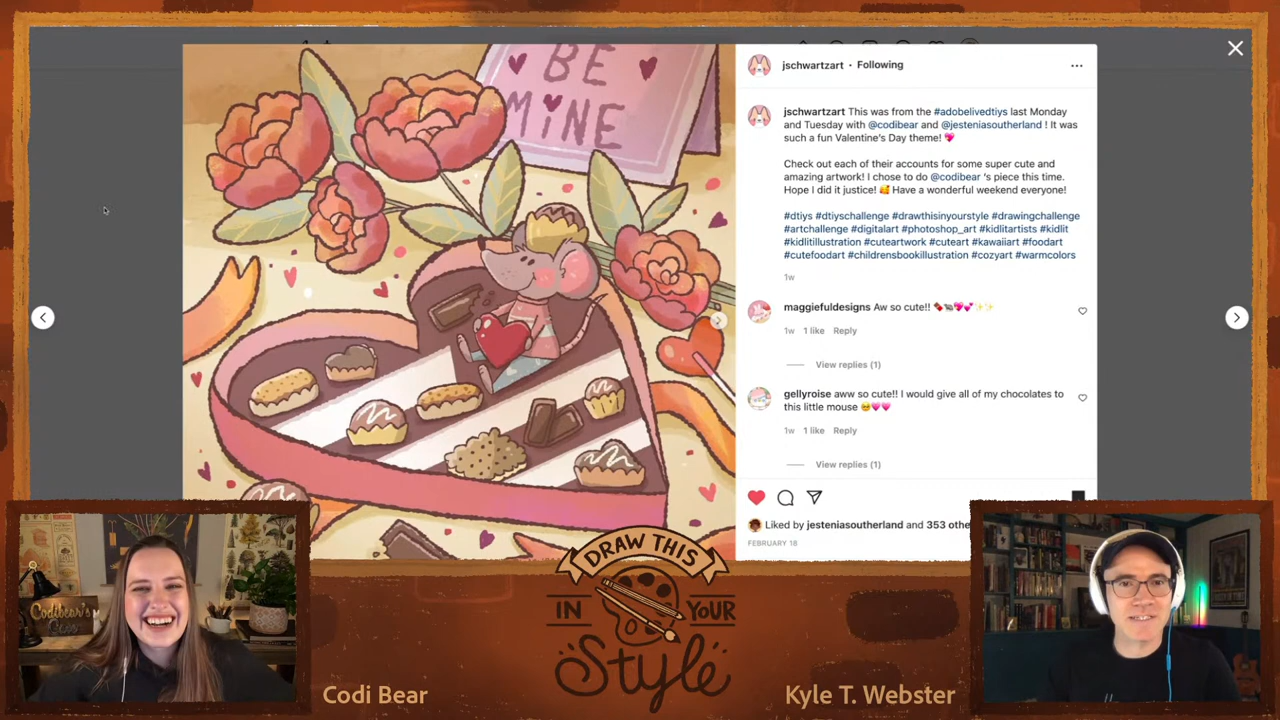 BE
MINE
jschwartzart • Following
jschwartzart This was from the #adobelivedtiys last Monday
and Tuesday with @codibear and @jesteniasoutherland ! It was
such a fun Valentine's Day theme! 💖
Check out each of their accounts for some super cute and
amazing artwork! I chose to do @codibear 's piece this time.
Hope I did it justice! 🥰 Have a wonderful weekend everyone!
#dtiys #dtiyschallenge #drawthisinyourstyle #drawingchallenge
#artchallenge #digitalart #photoshop_art #kidlitartists #kidlit
#kidlitillustration #cuteartwork #cuteart #kawaiiart #foodart
#cutefoodart #childrensbookillustration #cozyart #warmcolors
1w
maggiefuldesigns Aw so cute!! 🍫🐀💖💕✨✨
1w 1 like Reply
View replies (1)
gellyroise aww so cute!! I would give all of my chocolates to
this little mouse 🥺💗💗
1w 1 like Reply
View replies (1)
Liked by jesteniasoutherland and 353 othe
FEBRUARY 18
Codibear's
DRAW THIS
IN YOUR
Style
Codi Bear
Kyle T. Webster